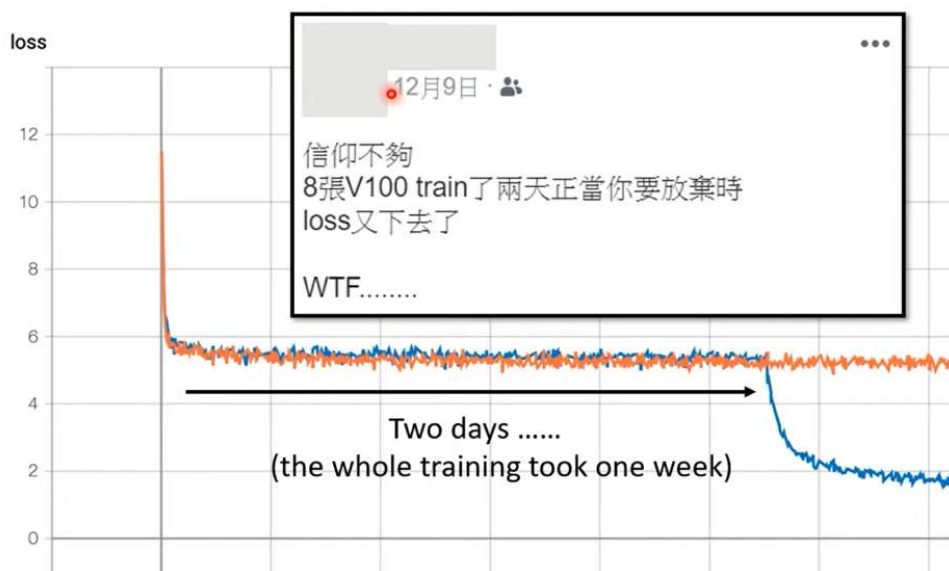 loss
12月9日 ·
信仰不夠
8張V100 train了兩天正當你要放棄時
loss又下去了
WTF........
12
10
8
6
4
2
0
Two days ......
(the whole training took one week)